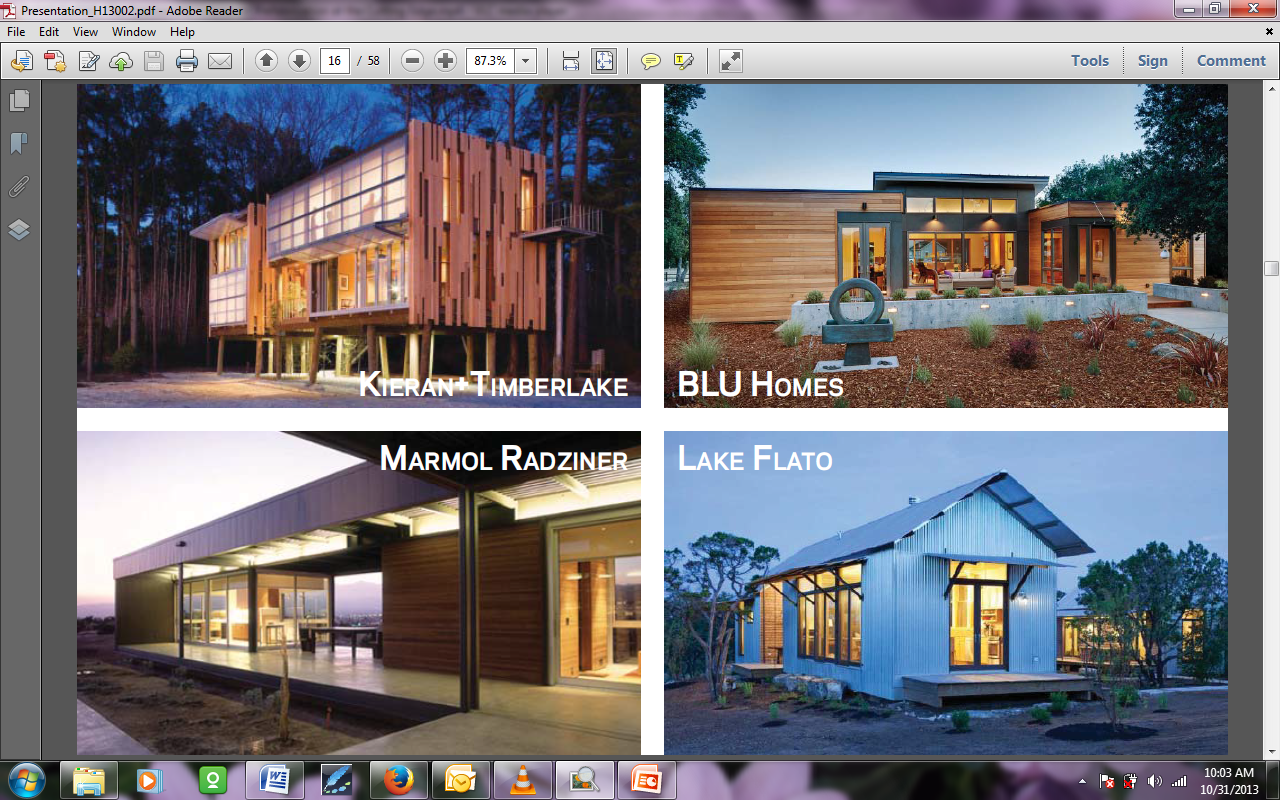 Presentation_H13002.pdf - Adobe Reader
File Edit View Window Help
16 / 58 87.3% Tools Sign Comment
Kieran+Timberlake
BLU Homes
Marmol Radziner
Lake Flato
10:03 AM
10/31/2013